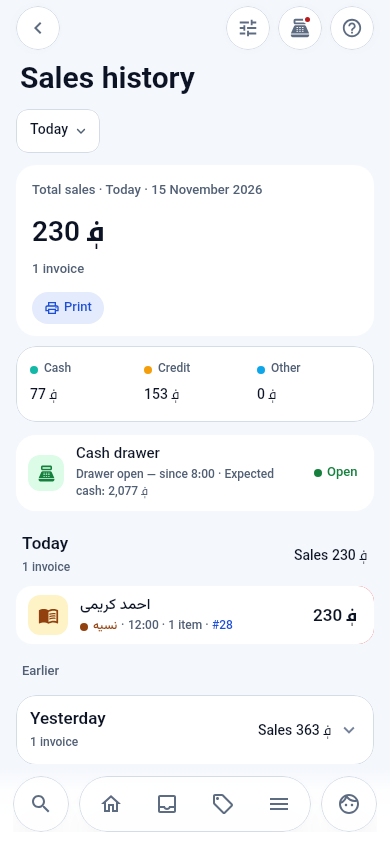 Sales history
Today
Total sales · Today · 15 November 2026
230 ؋
1 invoice
Print
Cash
Credit
Other
77 ؋
153 ؋
0 ؋
Cash drawer
Drawer open — since 8:00 · Expected
cash: 2,077 ؋
Open
Today
Sales 230 ؋
1 invoice
احمد کریمی
230 ؋
نسیه · 12:00 · 1 item · #28
Earlier
Yesterday
Sales 363 ؋
1 invoice